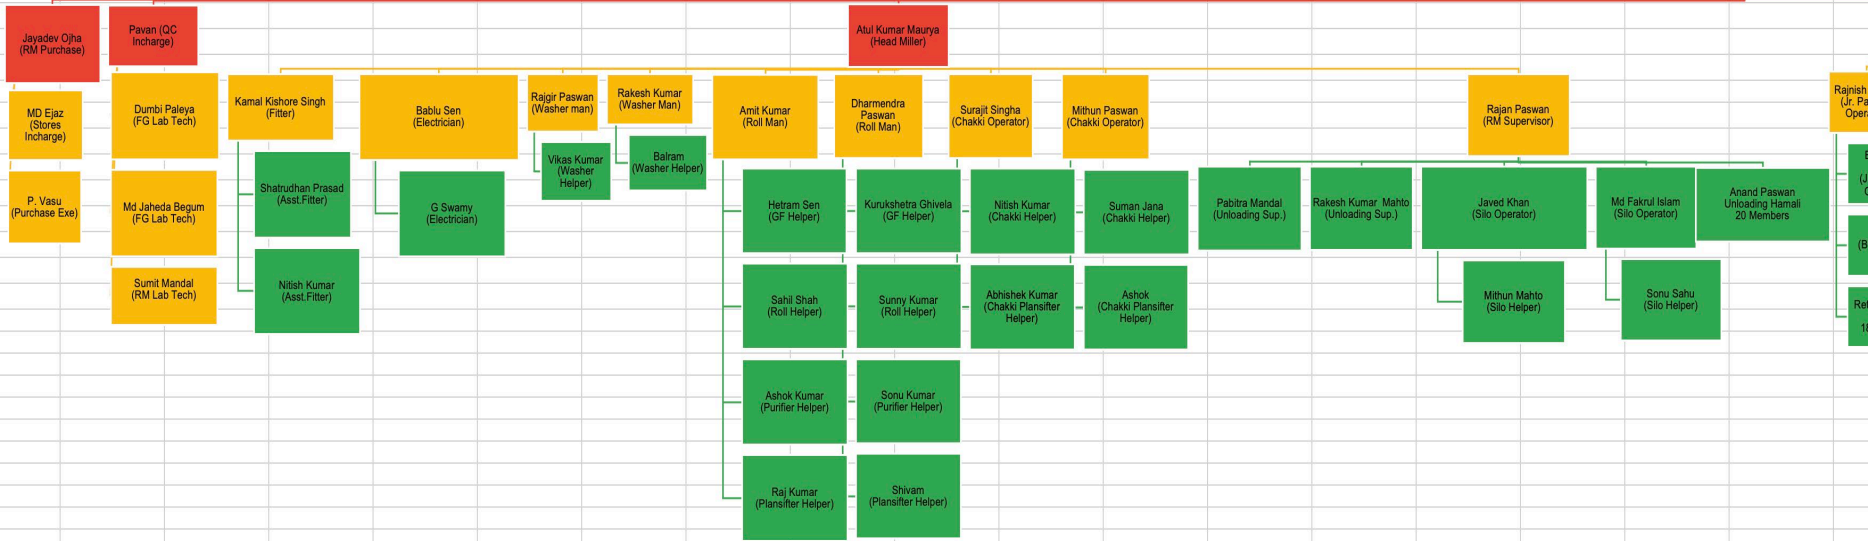 Jayadev Ojha
(RM Purchase)
Pavan (QC
Incharge)
Atul Kumar Maurya
(Head Miller)
MD Ejaz
(Stores
Incharge)
Dumbi Paleya
(FG Lab Tech)
Kamal Kishore Singh
(Fitter)
Bablu Sen
(Electrician)
Rajgir Paswan
(Washer man)
Rakesh Kumar
(Washer Man)
Amit Kumar
(Roll Man)
Dharmendra
Paswan
(Roll Man)
Surajit Singha
(Chakki Operator)
Mithun Paswan
(Chakki Operator)
Rajan Paswan
(RM Supervisor)
Rajnish
(Jr. Pa
Opera
P. Vasu
(Purchase Exe)
Md Jaheda Begum
(FG Lab Tech)
Sumit Mandal
(RM Lab Tech)
Shatrudhan Prasad
(Asst.Fitter)
Nitish Kumar
(Asst.Fitter)
G Swamy
(Electrician)
Vikas Kumar
(Washer
Helper)
Balram
(Washer Helper)
Hetram Sen
(GF Helper)
Kurukshetra Ghivela
(GF Helper)
Nitish Kumar
(Chakki Helper)
Suman Jana
(Chakki Helper)
Pabitra Mandal
(Unloading Sup.)
Rakesh Kumar Mahto
(Unloading Sup.)
Javed Khan
(Silo Operator)
Md Fakrul Islam
(Silo Operator)
Anand Paswan
Unloading Hamali
20 Members
Sahil Shah
(Roll Helper)
Sunny Kumar
(Roll Helper)
Abhishek Kumar
(Chakki Plansifter
Helper)
Ashok
(Chakki Plansifter
Helper)
Mithun Mahto
(Silo Helper)
Sonu Sahu
(Silo Helper)
Ashok Kumar
(Purifier Helper)
Sonu Kumar
(Purifier Helper)
Raj Kumar
(Plansifter Helper)
Shivam
(Plansifter Helper)